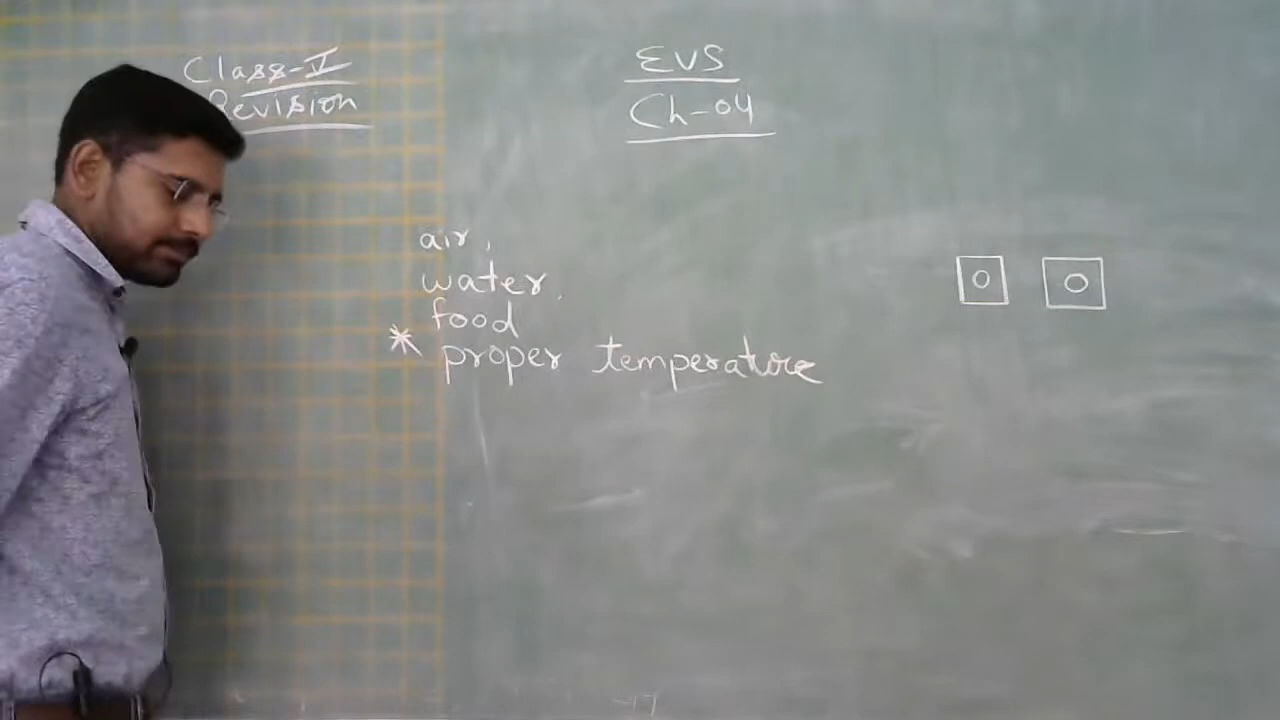 Class-V
Revision
EVS
Ch-04
air,
water,
food
* proper temperature